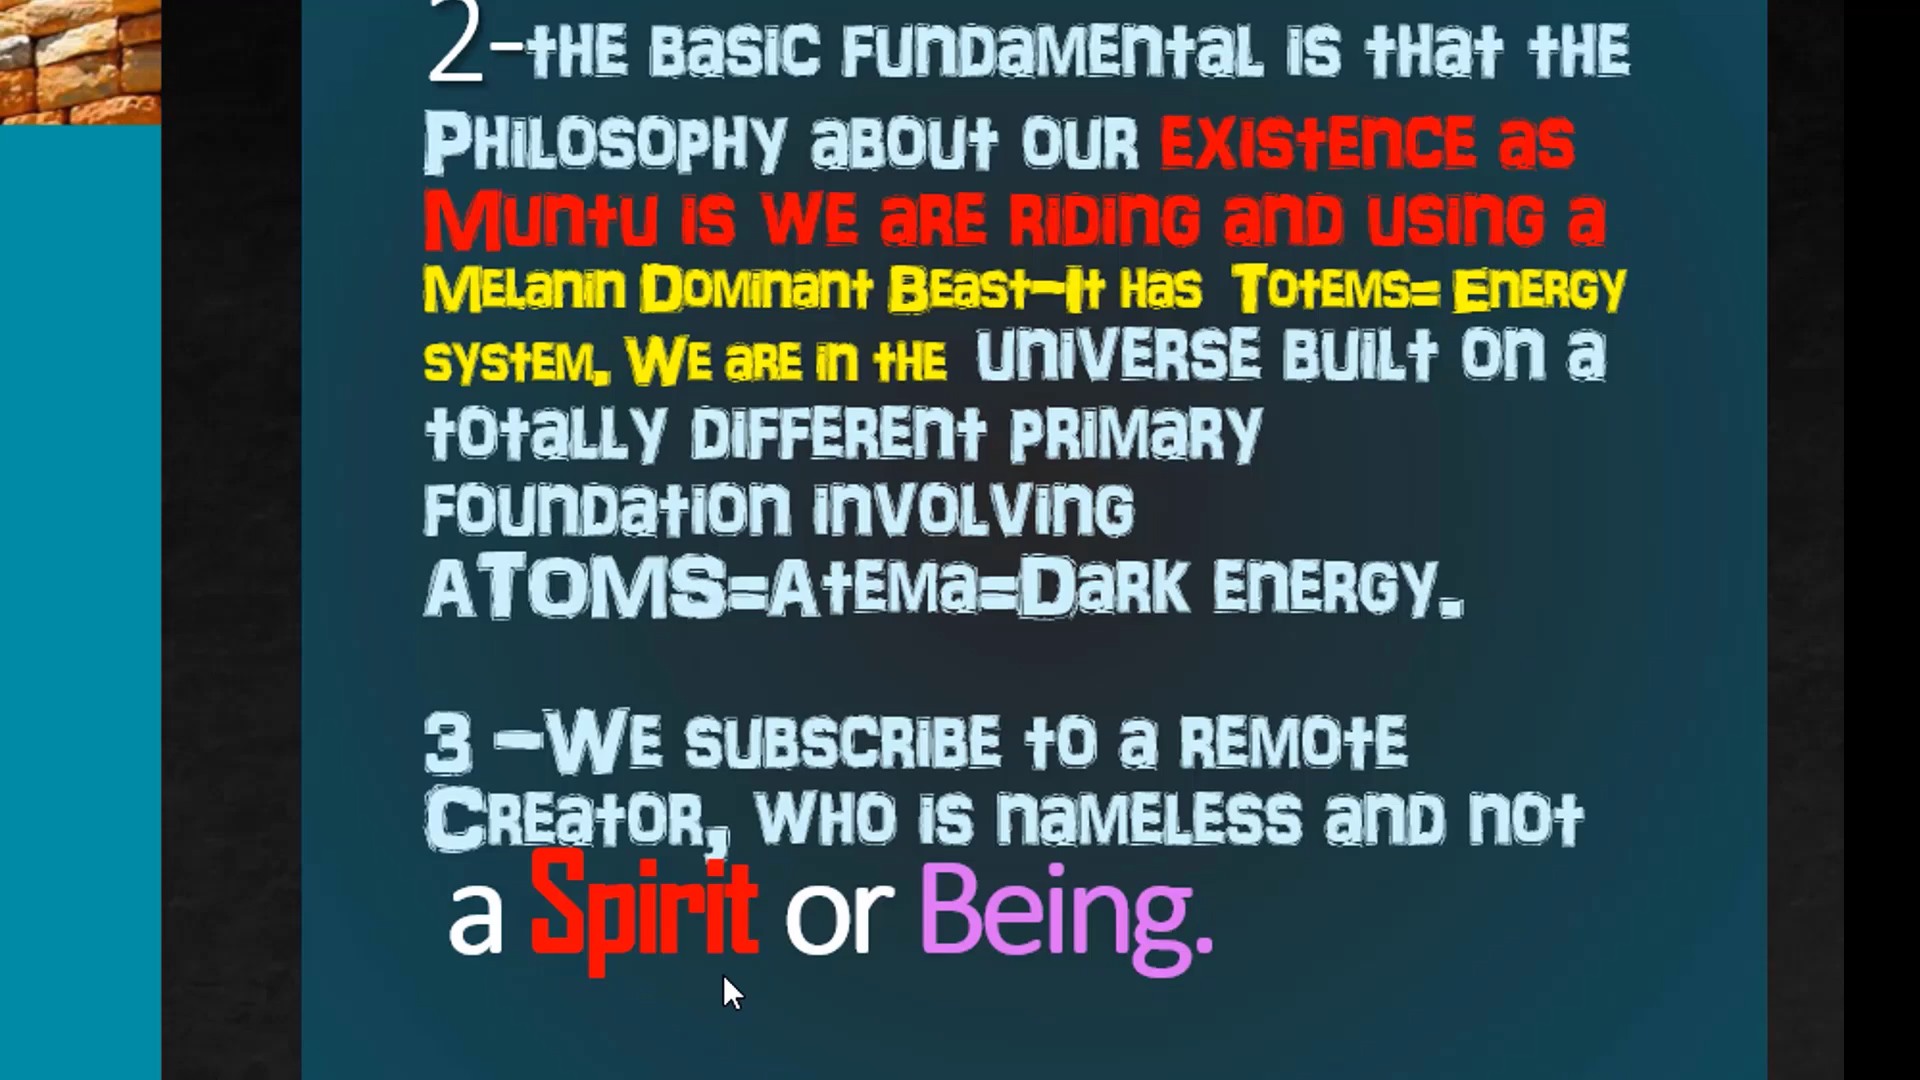 2-the basic fundamental is that the
Philosophy about our existence as
Muntu is we are riding and using a
Melanin Dominant Beast-It has Totems= Energy
system. We are in the universe built on a
totally different primary
foundation involving
ATOMS=Atema=Dark energy.
3 -We subscribe to a remote
Creator, who is nameless and not
a Spirit or Being.